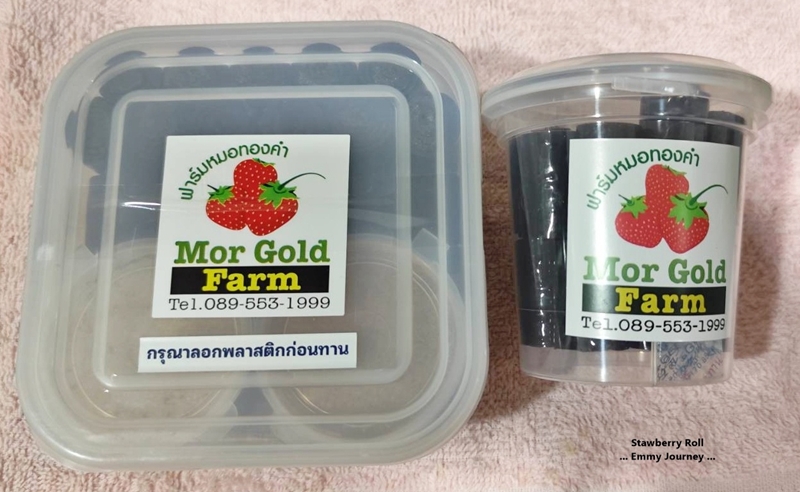 ฟาร์มหมอทองคำ
Mor Gold
Farm
Tel.089-553-1999
กรุณาลอกพลาสติกก่อนทาน
ฟาร์มหมอทองคำ
Mor Gold
Farm
Tel.089-553-1999
Stawberry Roll
... Emmy Journey ...